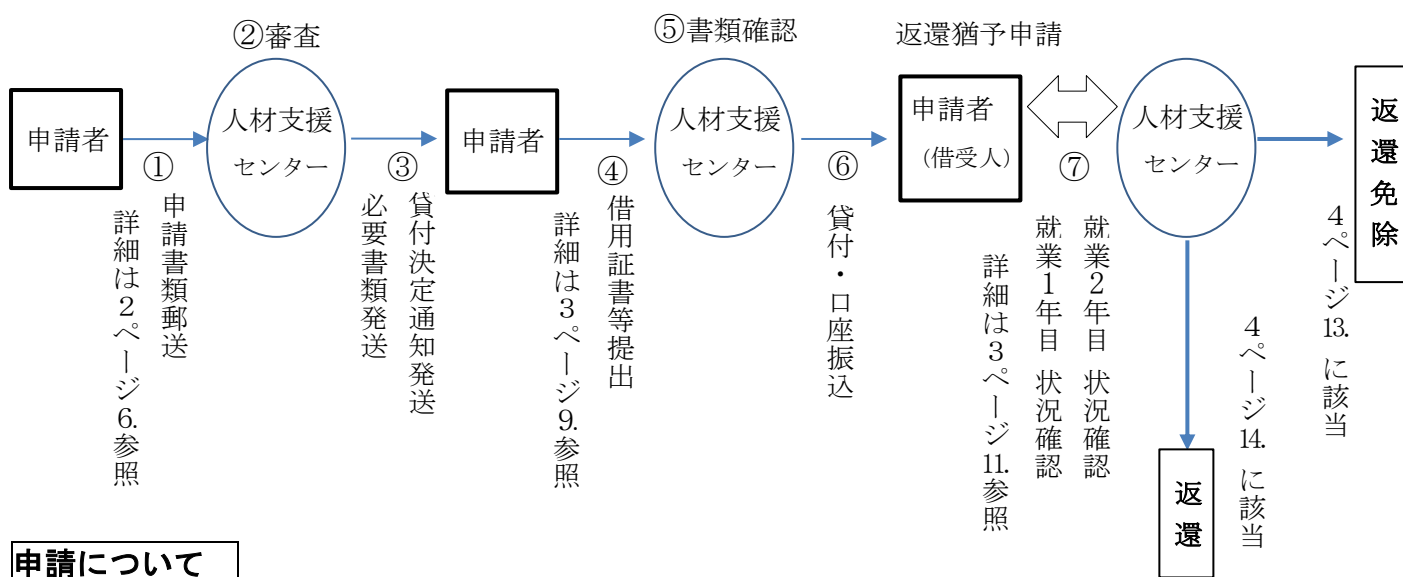 ②審査
⑤書類確認
返還猶予申請
申請者
人材支援
センター
申請者
人材支援
センター
申請者
(借受人)
人材支援
センター
返還免除
①
申請書類郵送
詳細は２ページ6.参照
③
貸付決定通知発送
必要書類発送
④
借用証書等提出
詳細は３ページ9.参照
⑥
貸付・口座振込
⑦
就業２年目 状況確認
就業１年目 状況確認
詳細は３ページ11.参照
４ページ13.に該当
４ページ14.に該当
返還
申請について